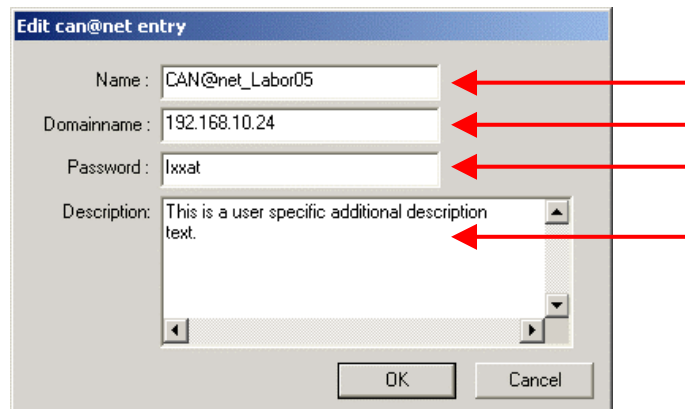 Edit can@net entry
Name : CAN@net_Labor05
Domainname : 192.168.10.24
Password : Ixxat
Description: This is a user specific additional description
text.
OK Cancel